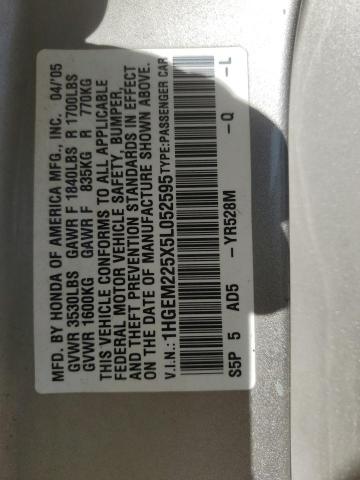 MFD. BY HONDA OF AMERICA MFG., INC. 04/'05
GVWR 3530LBS GAWR F 1840LBS R 1700LBS
GVWR 1600KG GAWR F 835KG R 770KG
THIS VEHICLE CONFORMS TO ALL APPLICABLE
FEDERAL MOTOR VEHICLE SAFETY, BUMPER,
AND THEFT PREVENTION STANDARDS IN EFFECT
ON THE DATE OF MANUFACTURE SHOWN ABOVE.
V.I.N.: 1HGEM225X5L052595 TYPE: PASSENGER CAR
S5P 5 AD5 -YR528M -Q -L